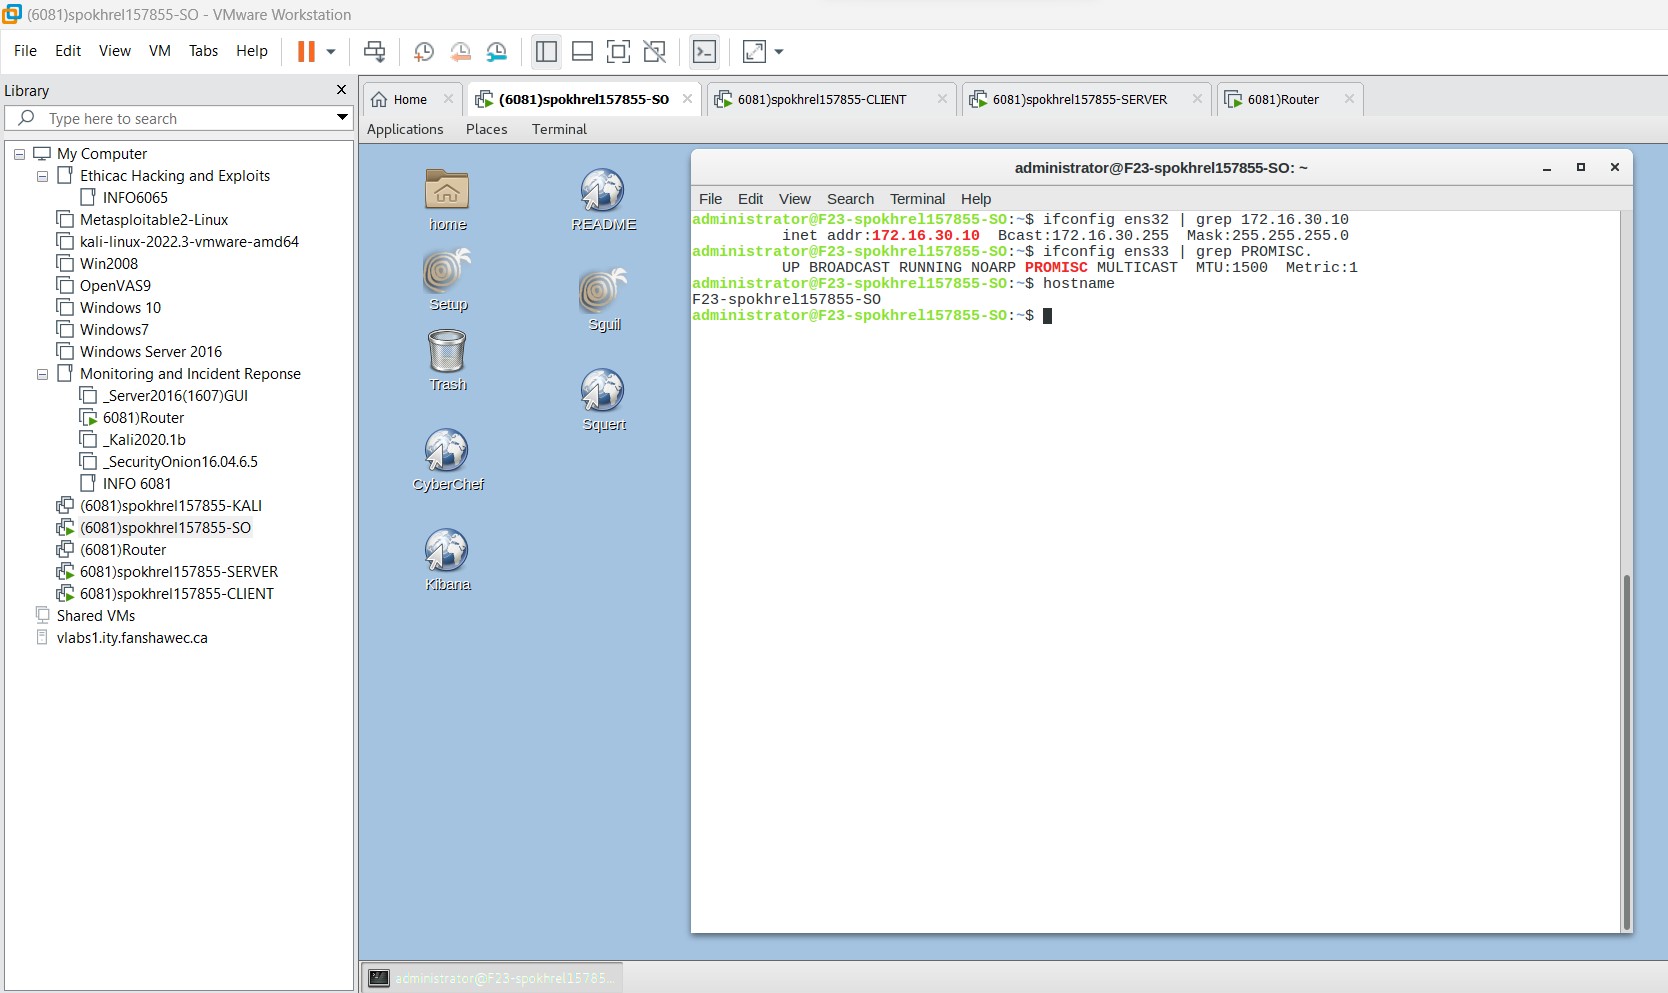 (6081)spokhrel157855-SO - VMware Workstation
File Edit View VM Tabs Help
Library
Type here to search
My Computer
Ethicac Hacking and Exploits
INFO6065
Metasploitable2-Linux
kali-linux-2022.3-vmware-amd64
Win2008
OpenVAS9
Windows 10
Windows7
Windows Server 2016
Monitoring and Incident Reponse
_Server2016(1607)GUI
6081)Router
_Kali2020.1b
_SecurityOnion16.04.6.5
INFO 6081
(6081)spokhrel157855-KALI
(6081)spokhrel157855-SO
(6081)Router
6081)spokhrel157855-SERVER
6081)spokhrel157855-CLIENT
Shared VMs
vlabs1.ity.fanshawec.ca
Home (6081)spokhrel157855-SO 6081)spokhrel157855-CLIENT 6081)spokhrel157855-SERVER 6081)Router
Applications Places Terminal
home
README
Setup
Sguil
Trash
Squert
CyberChef
Kibana
administrator@F23-spokhrel157855-SO: ~
File Edit View Search Terminal Help
administrator@F23-spokhrel157855-SO:~$ ifconfig ens32 | grep 172.16.30.10
inet addr:172.16.30.10 Bcast:172.16.30.255 Mask:255.255.255.0
administrator@F23-spokhrel157855-SO:~$ ifconfig ens33 | grep PROMISC.
UP BROADCAST RUNNING NOARP PROMISC MULTICAST MTU:1500 Metric:1
administrator@F23-spokhrel157855-SO:~$ hostname
F23-spokhrel157855-SO
administrator@F23-spokhrel157855-SO:~$
administrator@F23-spokhrel15785...